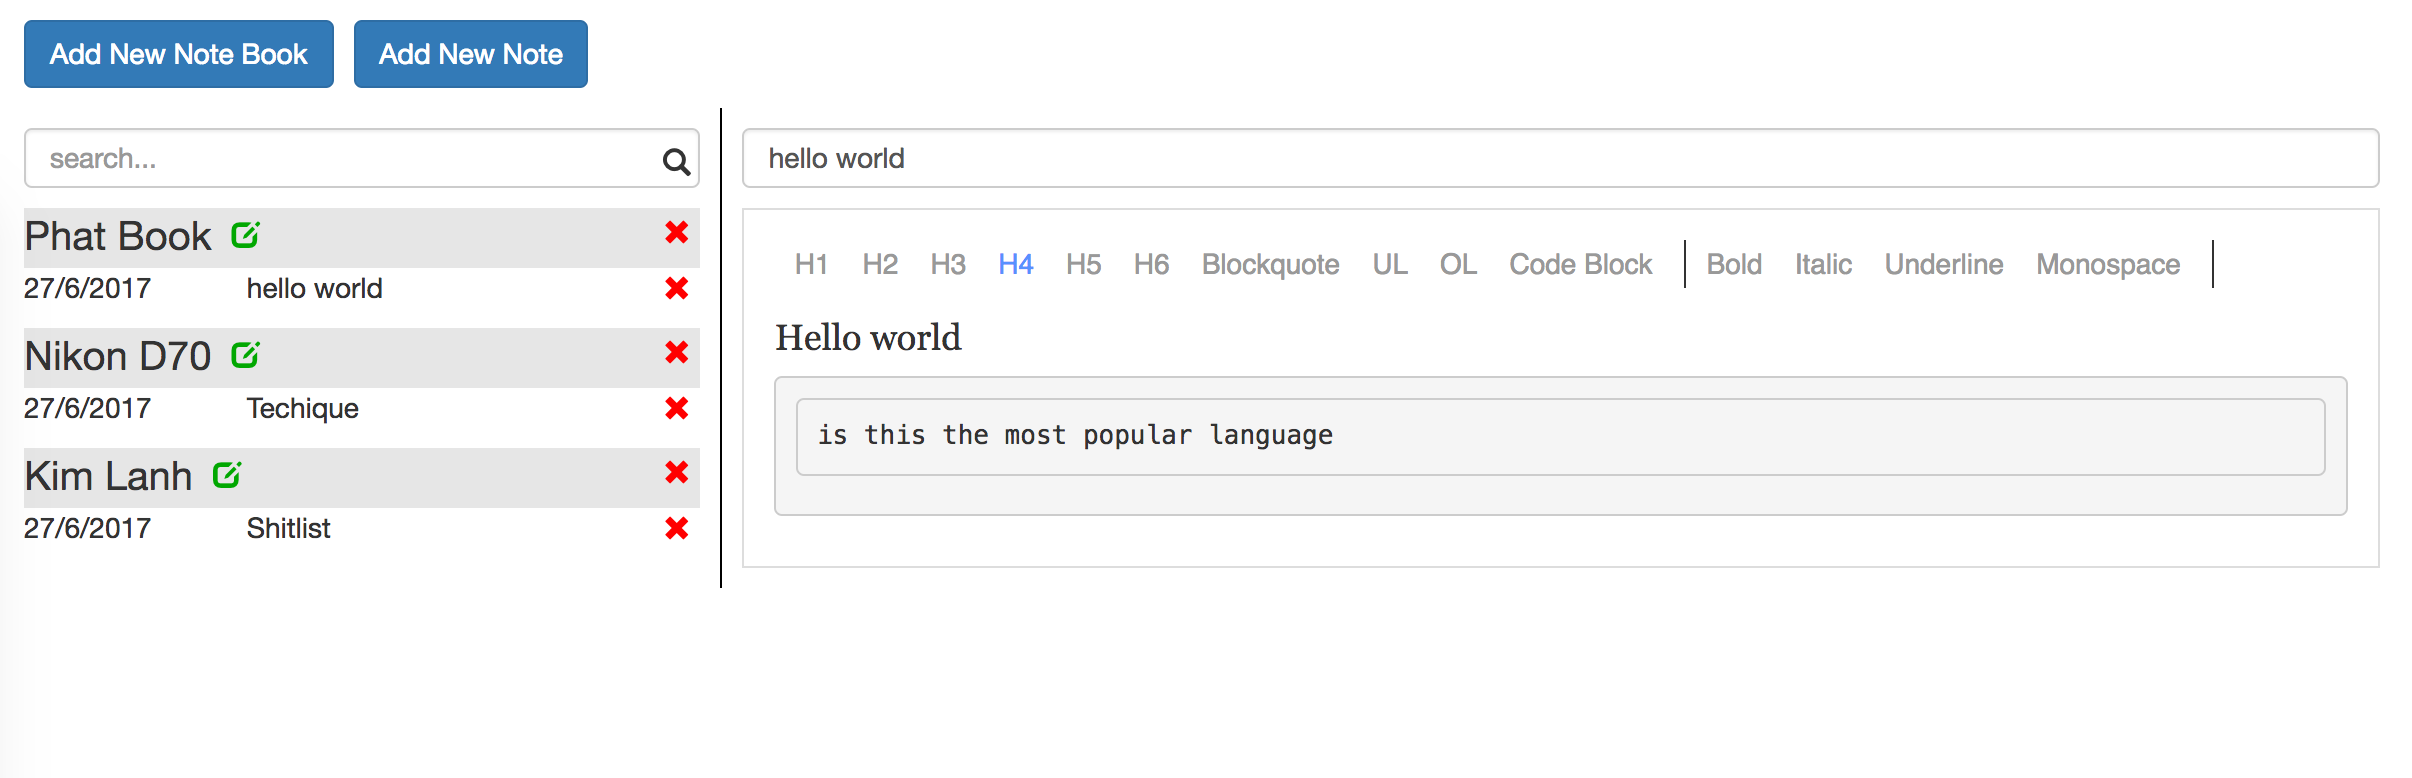 Add New Note Book Add New Note
search...
Phat Book
27/6/2017 hello world
Nikon D70
27/6/2017 Techique
Kim Lanh
27/6/2017 Shitlist
hello world
H1 H2 H3 H4 H5 H6 Blockquote UL OL Code Block Bold Italic Underline Monospace
Hello world
is this the most popular language